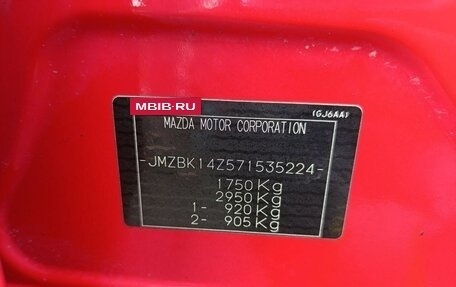 (GJ6AA)
MBIB-RU
MAZDA MOTOR CORPORATION
-JMZBK14Z571535224-
1750Kg
2950Kg
1- 920Kg
2- 905Kg